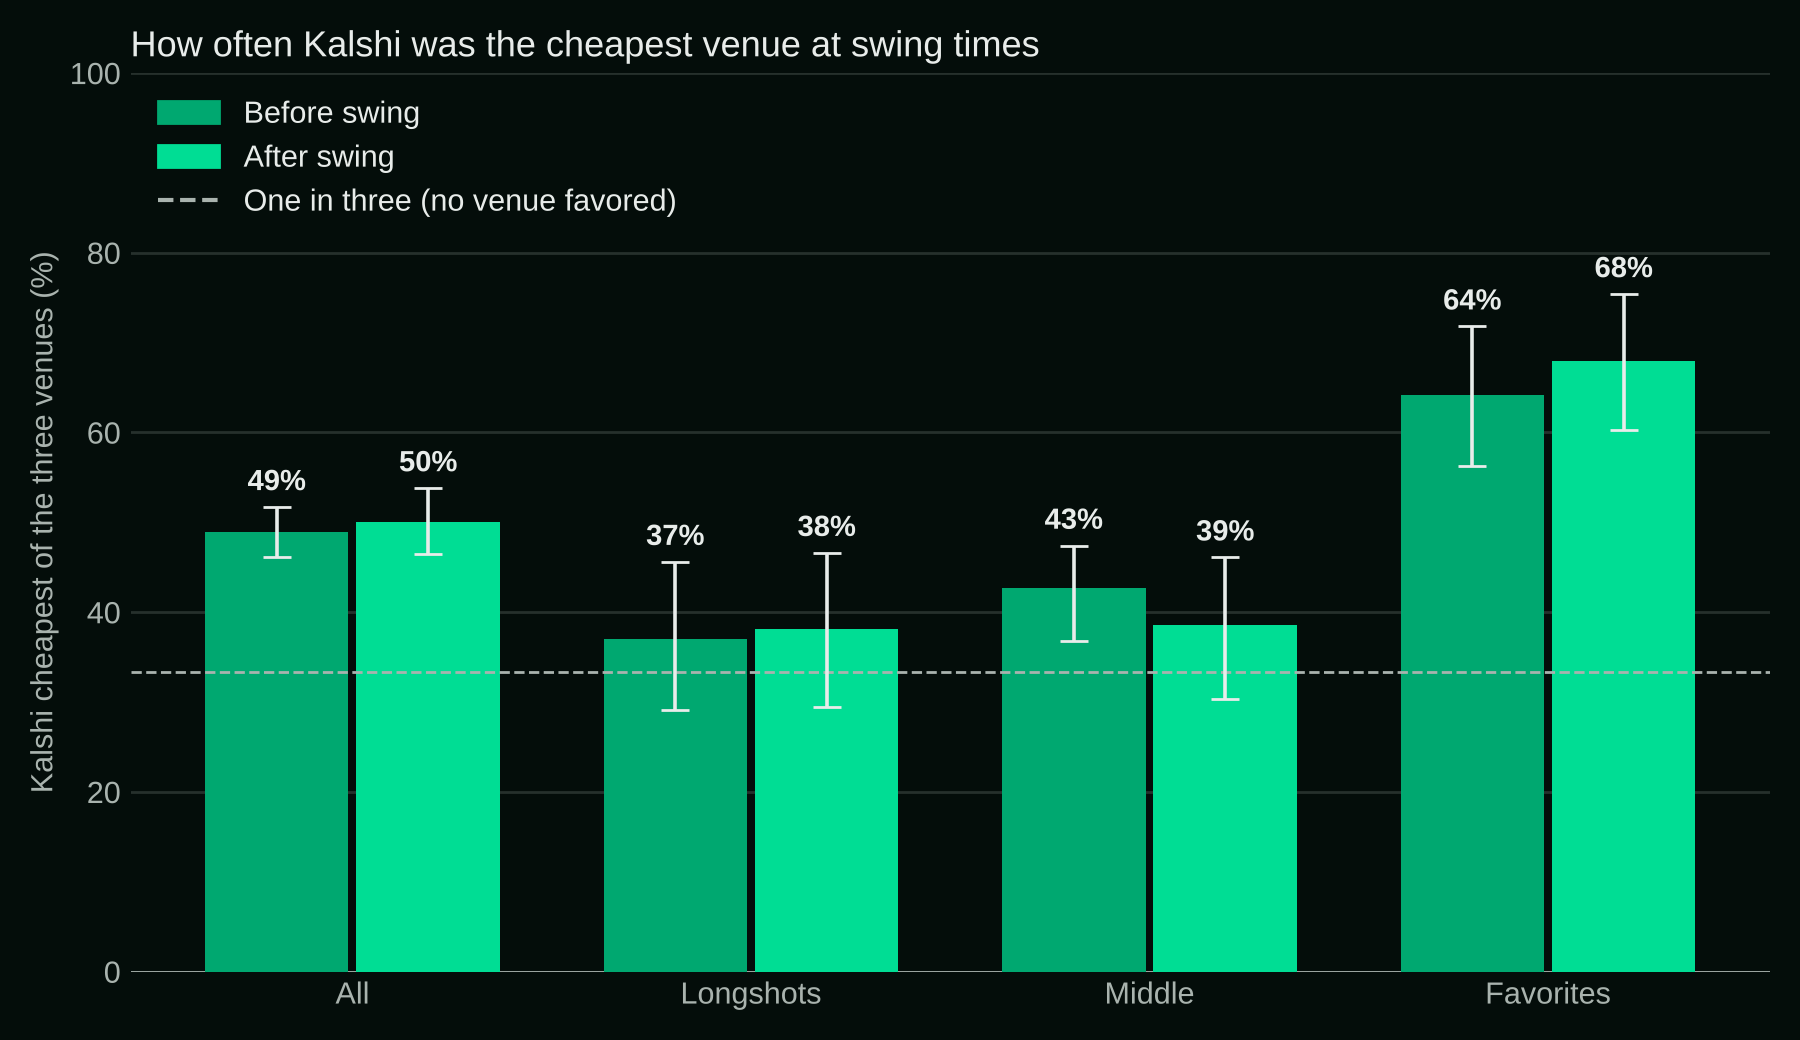 How often Kalshi was the cheapest venue at swing times
Before swing
After swing
One in three (no venue favored)
Kalshi cheapest of the three venues (%)
100
80
60
40
20
0
49%
50%
37%
38%
43%
39%
64%
68%
All
Longshots
Middle
Favorites